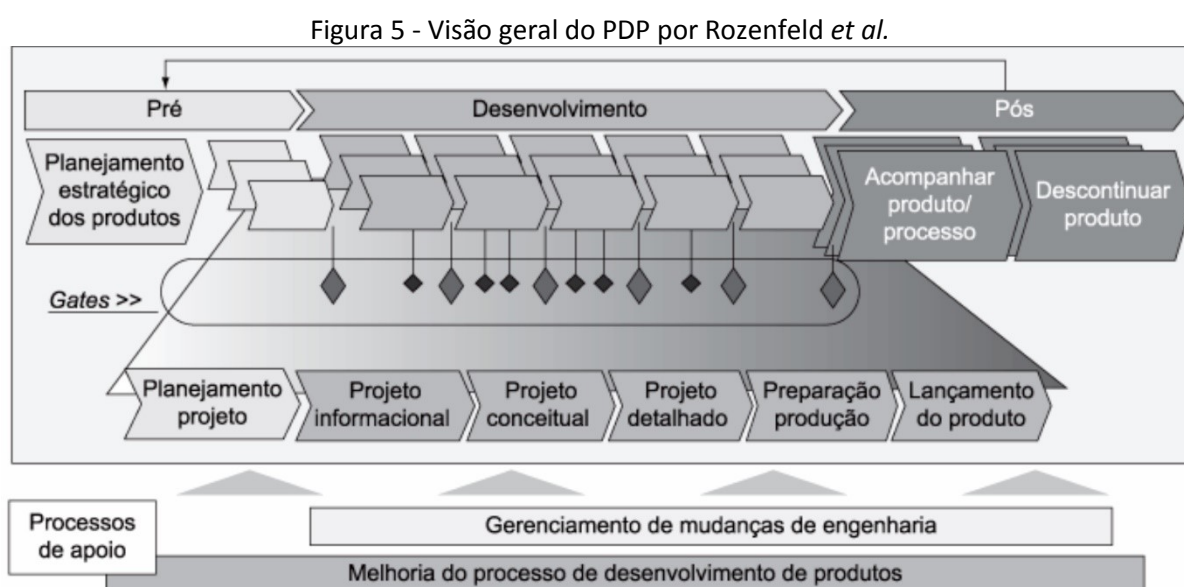 Figura 5 - Visão geral do PDP por Rozenfeld et al.
Pré
Desenvolvimento
Pós
Planejamento
estratégico
dos produtos
Acompanhar
produto/
processo
Descontinuar
produto
Gates >>
Planejamento
projeto
Projeto
informacional
Projeto
conceitual
Projeto
detalhado
Preparação
produção
Lançamento
do produto
Processos
de apoio
Gerenciamento de mudanças de engenharia
Melhoria do processo de desenvolvimento de produtos